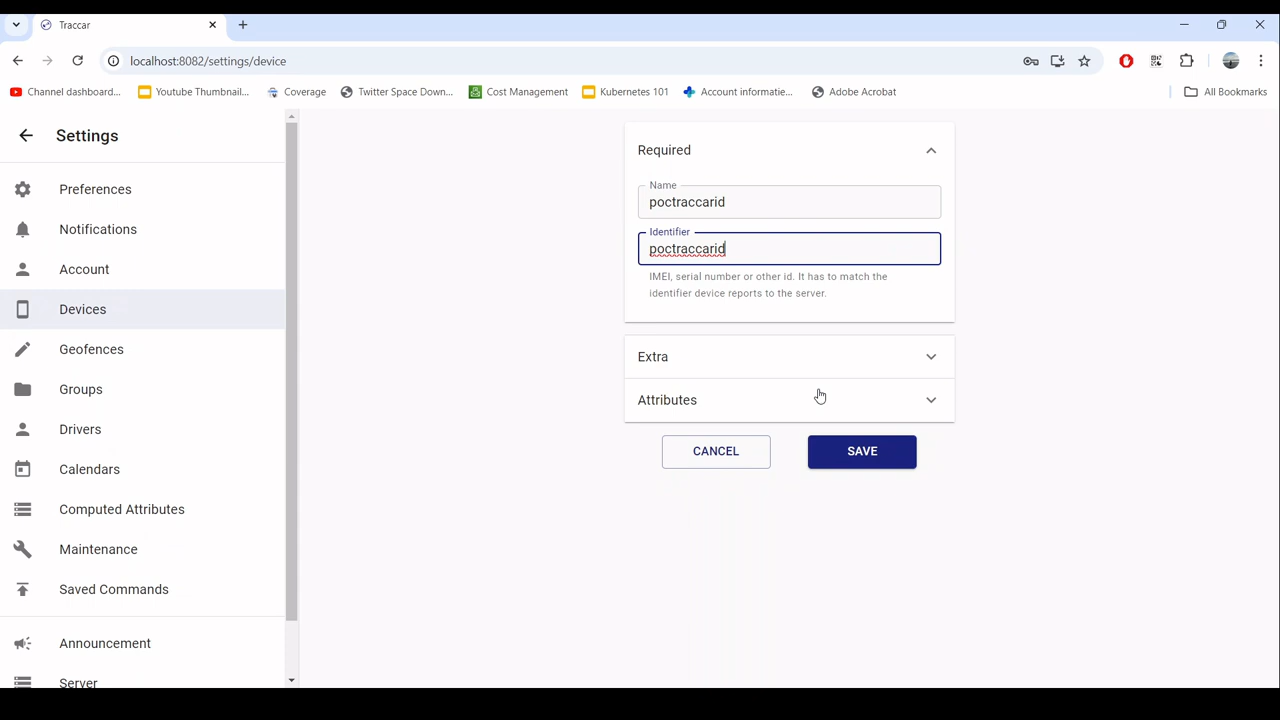 Traccar
localhost:8082/settings/device
Channel dashboard...
Youtube Thumbnail...
Coverage
Twitter Space Down...
Cost Management
Kubernetes 101
Account informatie...
Adobe Acrobat
All Bookmarks
Settings
Preferences
Notifications
Account
Devices
Geofences
Groups
Drivers
Calendars
Computed Attributes
Maintenance
Saved Commands
Announcement
Server
Required
Name
poctraccarid
Identifier
poctraccarid
IMEI, serial number or other id. It has to match the
identifier device reports to the server.
Extra
Attributes
CANCEL
SAVE